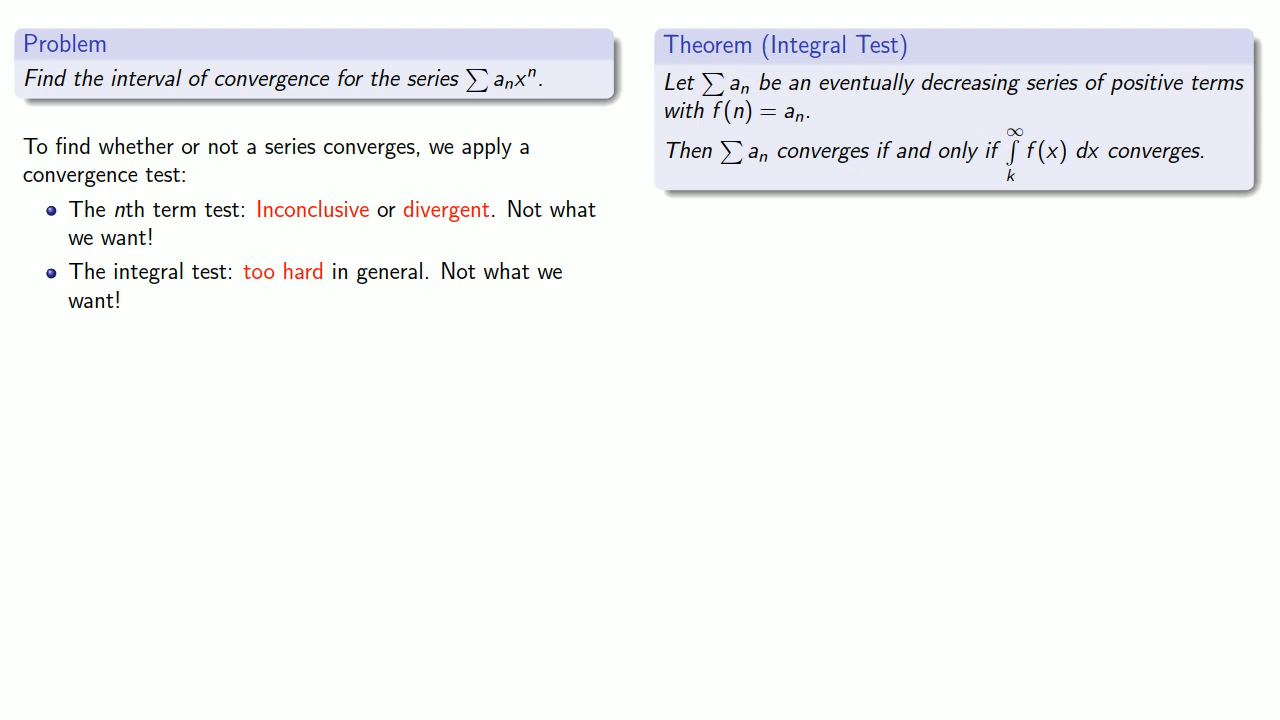 Problem
Find the interval of convergence for the series ∑ aₙxⁿ.
To find whether or not a series converges, we apply a
convergence test:
• The nth term test: Inconclusive or divergent. Not what
we want!
• The integral test: too hard in general. Not what we
want!
Theorem (Integral Test)
Let ∑ aₙ be an eventually decreasing series of positive terms
with f(n) = aₙ.
Then ∑ aₙ converges if and only if ∞∫k f(x) dx converges.